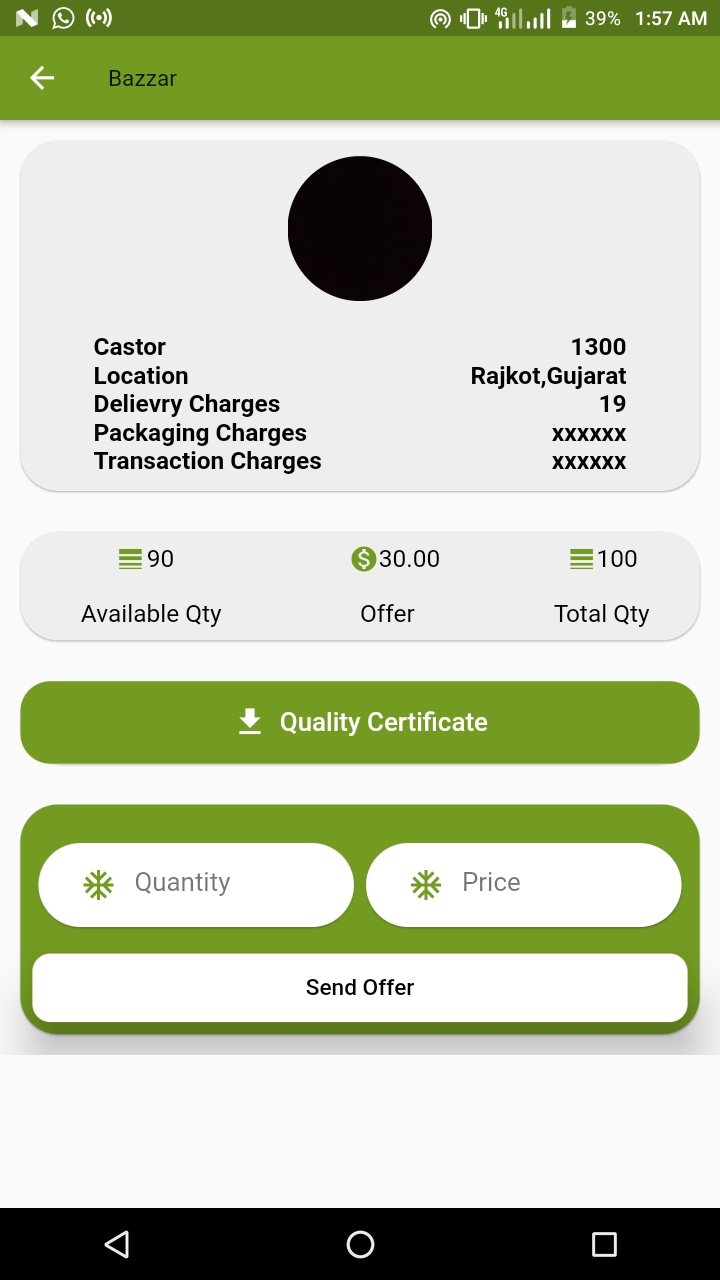 4G 39% 1:57 AM
Bazzar
Castor 1300
Location Rajkot,Gujarat
Delievry Charges 19
Packaging Charges xxxxxx
Transaction Charges xxxxxx
90 $30.00 100
Available Qty Offer Total Qty
Quality Certificate
Quantity Price
Send Offer